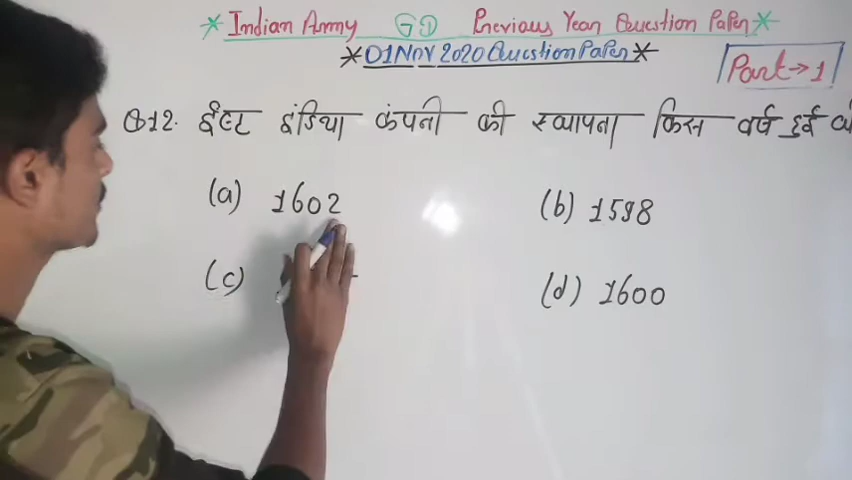 *Indian Army GD Previous Year Question Paper*
*01 Nov 2020 Question Paper*
Part→1
Q12. ईस्ट इंडिया कंपनी की स्थापना किस वर्ष हुई
(a) 1602
(b) 1598
(c)
(d) 1600